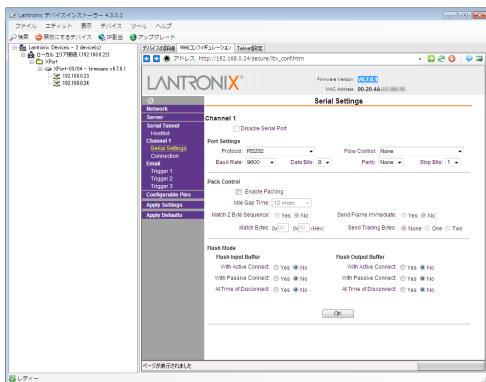 Lantronix デバイスインストーラー 4.3.0.1
ファイル エディット 表示 デバイス ツール ヘルプ
検索 無効にするデバイス IP割当 アップグレード
Lantronix Devices - 2 device(s)
ローカル エリア接続 (192.168.0.22)
XPort
XPort-03/04 - firmware v6.7.0.1
192.168.0.23
192.168.0.24
デバイスの詳細 Webコンフィギュレーション Telnet設定
アドレス http://192.168.0.24/secure/ltx_conf.htm
LANTRONIX®
Firmware Version: V6.7.0.1
MAC Address: 00-20-4A
Serial Settings
Network
Server
Serial Tunnel
Hostlist
Channel 1
Serial Settings
Connection
Email
Trigger 1
Trigger 2
Trigger 3
Configurable Pins
Apply Settings
Apply Defaults
Channel 1
Disable Serial Port
Port Settings
Protocol: RS232 Flow Control: None
Baud Rate: 9600 Data Bits: 8 Parity: None Stop Bits: 1
Pack Control
Enable Packing
Idle Gap Time: 12 msec
Match 2 Byte Sequence: Yes No Send Frame Immediate: Yes No
Match Bytes: 0x00 0x00 (Hex) Send Trailing Bytes: None One Two
Flush Mode
Flush Input Buffer Flush Output Buffer
With Active Connect: Yes No With Active Connect: Yes No
With Passive Connect: Yes No With Passive Connect: Yes No
At Time of Disconnect: Yes No At Time of Disconnect: Yes No
OK
ページが表示されました
レディー